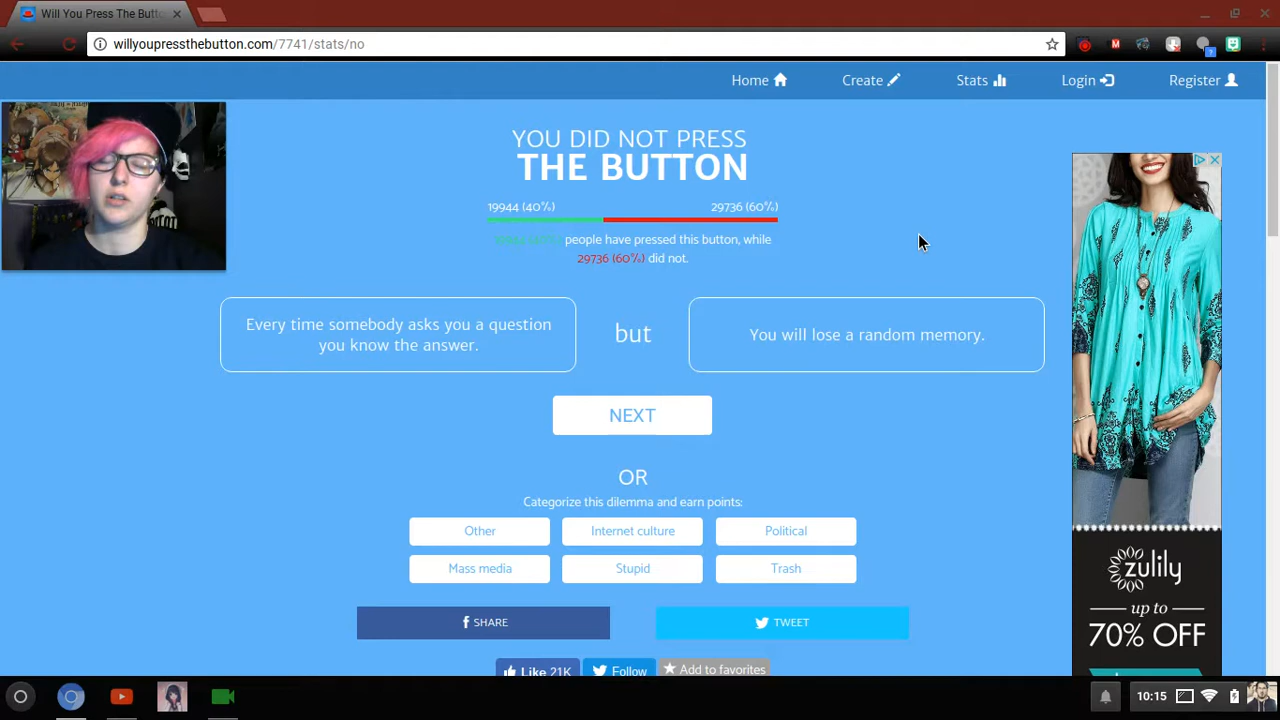 Will You Press The Butt
willyoupressthebutton.com/7741/stats/no
Home
Create
Stats
Login
Register
YOU DID NOT PRESS
THE BUTTON
19944 (40%)
29736 (60%)
people have pressed this button, while
29736 (60%) did not.
Every time somebody asks you a question
you know the answer.
but
You will lose a random memory.
NEXT
OR
Categorize this dilemma and earn points:
Other
Internet culture
Political
Mass media
Stupid
Trash
SHARE
TWEET
Like 21K
Follow
Add to favorites
zulily
up to
70% OFF
10:15